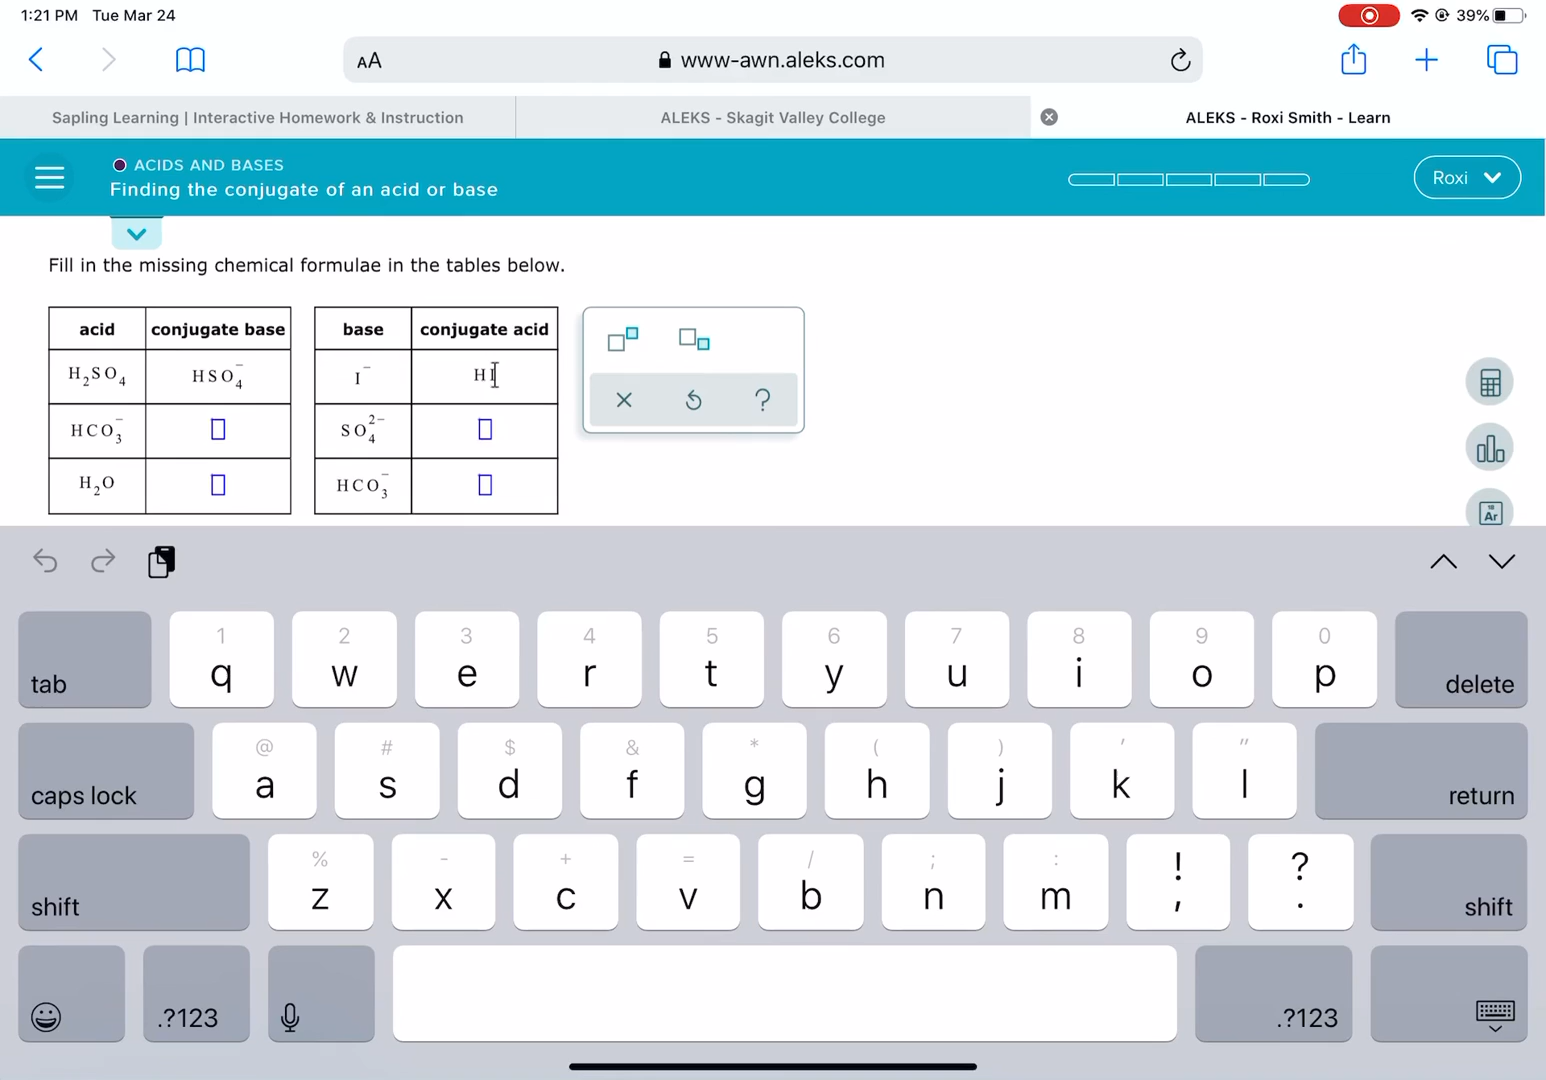 1:21 PM Tue Mar 24 39%
AA www-awn.aleks.com
Sapling Learning | Interactive Homework & Instruction ALEKS - Skagit Valley College ALEKS - Roxi Smith - Learn
ACIDS AND BASES
Finding the conjugate of an acid or base
Roxi
Fill in the missing chemical formulae in the tables below.
acid conjugate base base conjugate acid
H₂SO₄ HSO₄⁻ I⁻ HI
HCO₃⁻ SO₄²⁻
H₂O HCO₃⁻
?
18
Ar
1 2 3 4 5 6 7 8 9 0
tab q w e r t y u i o p delete
@ # $ & * ( ) ' "
caps lock a s d f g h j k l return
% - + = / ; : ! ?
shift z x c v b n m , . shift
.?123 .?123